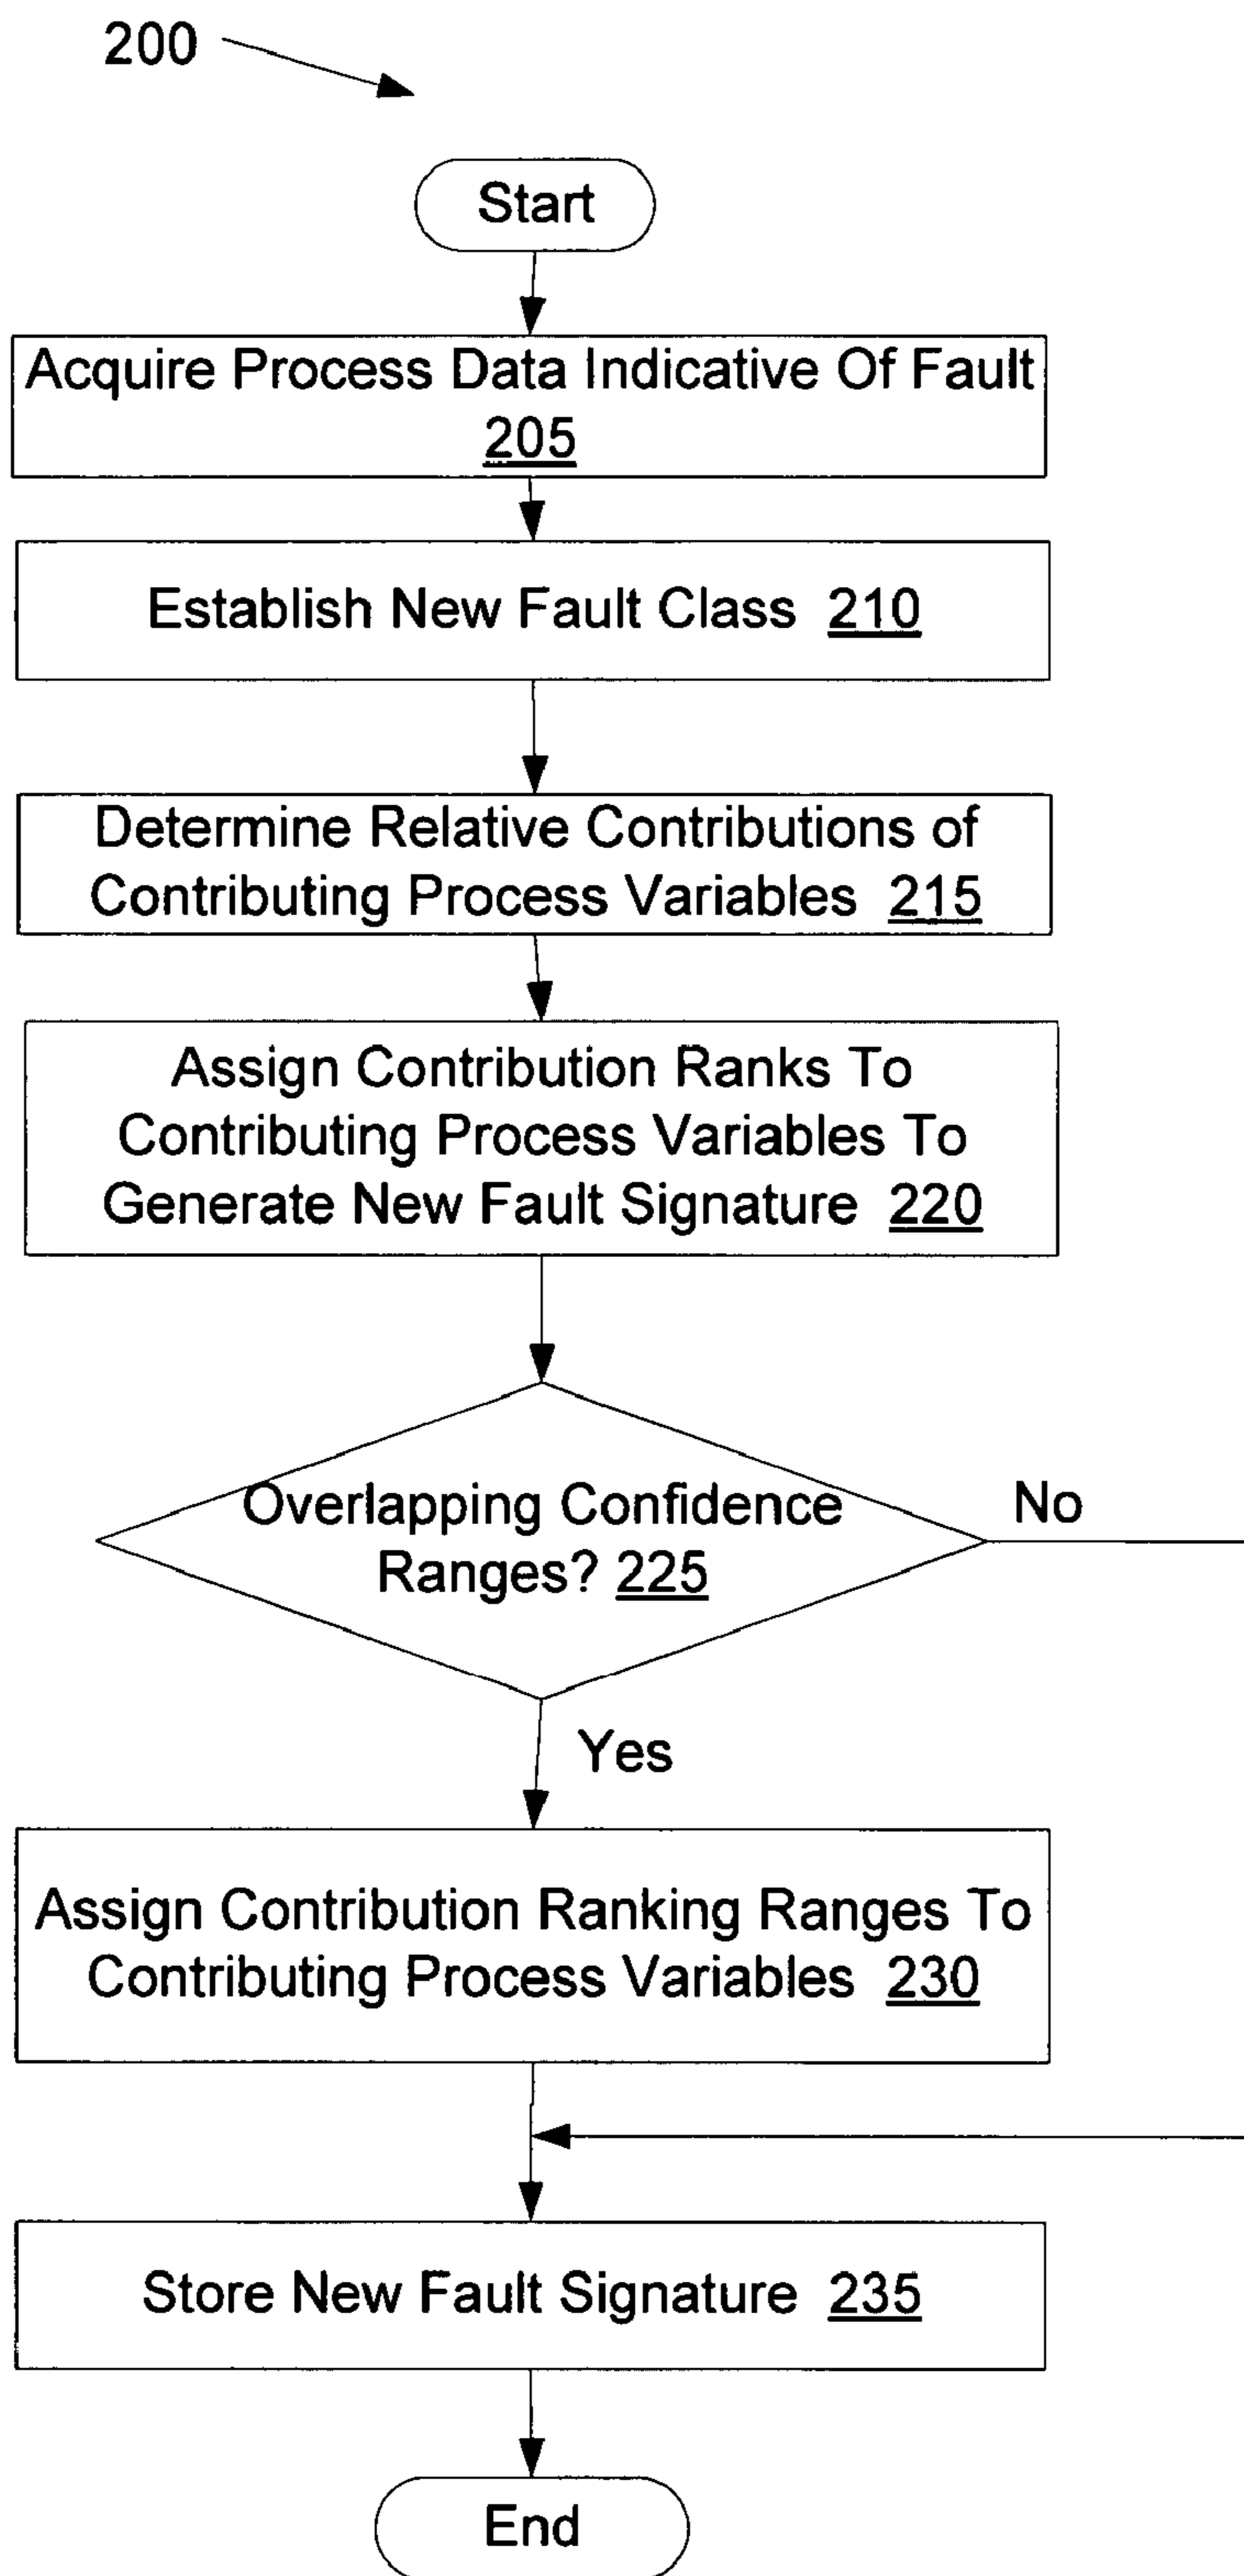 200
Start
Acquire Process Data Indicative Of Fault
205
Establish New Fault Class 210
Determine Relative Contributions of
Contributing Process Variables 215
Assign Contribution Ranks To
Contributing Process Variables To
Generate New Fault Signature 220
Overlapping Confidence
Ranges? 225
No
Yes
Assign Contribution Ranking Ranges To
Contributing Process Variables 230
Store New Fault Signature 235
End